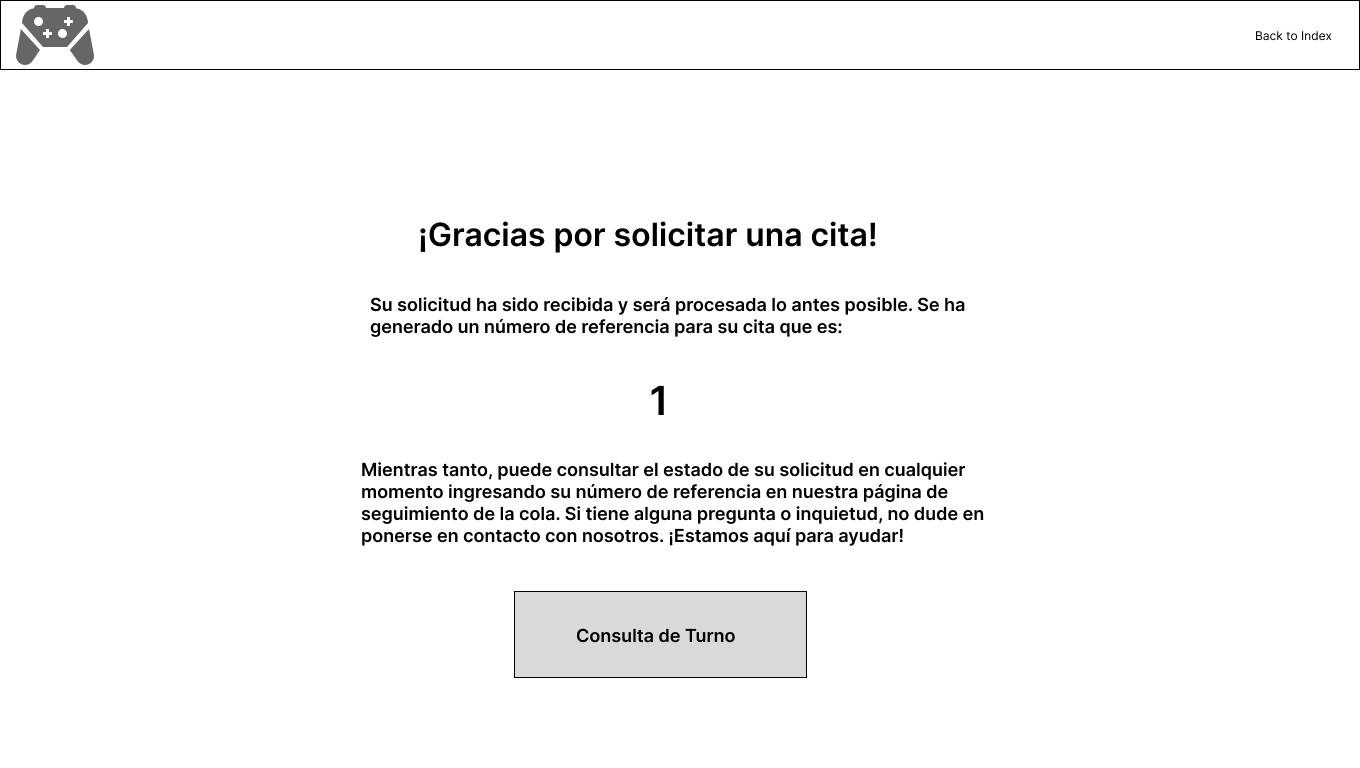 Back to Index
¡Gracias por solicitar una cita!
Su solicitud ha sido recibida y será procesada lo antes posible. Se ha
generado un número de referencia para su cita que es:
1
Mientras tanto, puede consultar el estado de su solicitud en cualquier
momento ingresando su número de referencia en nuestra página de
seguimiento de la cola. Si tiene alguna pregunta o inquietud, no dude en
ponerse en contacto con nosotros. ¡Estamos aquí para ayudar!
Consulta de Turno